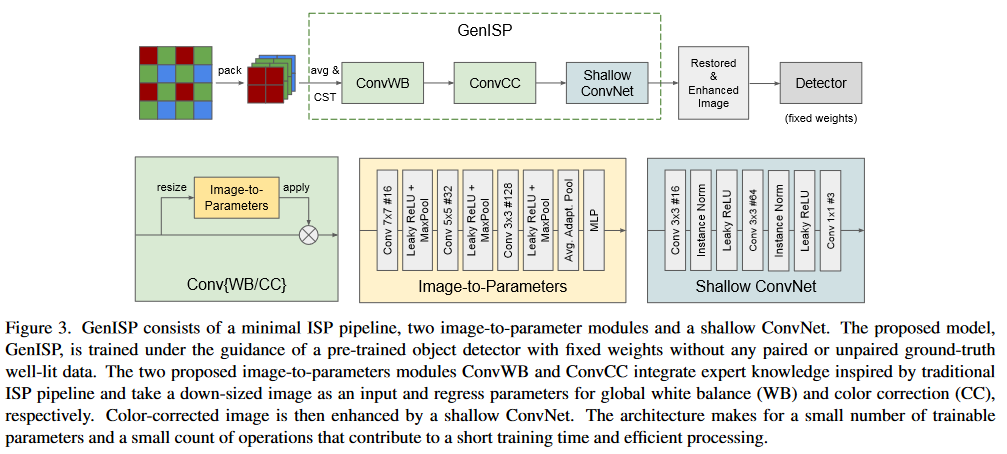 GenISP
pack
avg &
CST
ConvWB
ConvCC
Shallow
ConvNet
Restored
&
Enhanced
Image
Detector
(fixed weights)
resize
Image-to-
Parameters
apply
Conv{WB/CC}
Conv 7x7 #16
Leaky ReLU +
MaxPool
Conv 5x5 #32
Leaky ReLU +
MaxPool
Conv 3x3 #128
Leaky ReLU +
MaxPool
Avg. Adapt. Pool
MLP
Image-to-Parameters
Conv 3x3 #16
Instance Norm
Leaky ReLU
Conv 3x3 #64
Instance Norm
Leaky ReLU
Conv 1x1 #3
Shallow ConvNet
Figure 3. GenISP consists of a minimal ISP pipeline, two image-to-parameter modules and a shallow ConvNet. The proposed model,
GenISP, is trained under the guidance of a pre-trained object detector with fixed weights without any paired or unpaired ground-truth
well-lit data. The two proposed image-to-parameters modules ConvWB and ConvCC integrate expert knowledge inspired by traditional
ISP pipeline and take a down-sized image as an input and regress parameters for global white balance (WB) and color correction (CC),
respectively. Color-corrected image is then enhanced by a shallow ConvNet. The architecture makes for a small number of trainable
parameters and a small count of operations that contribute to a short training time and efficient processing.